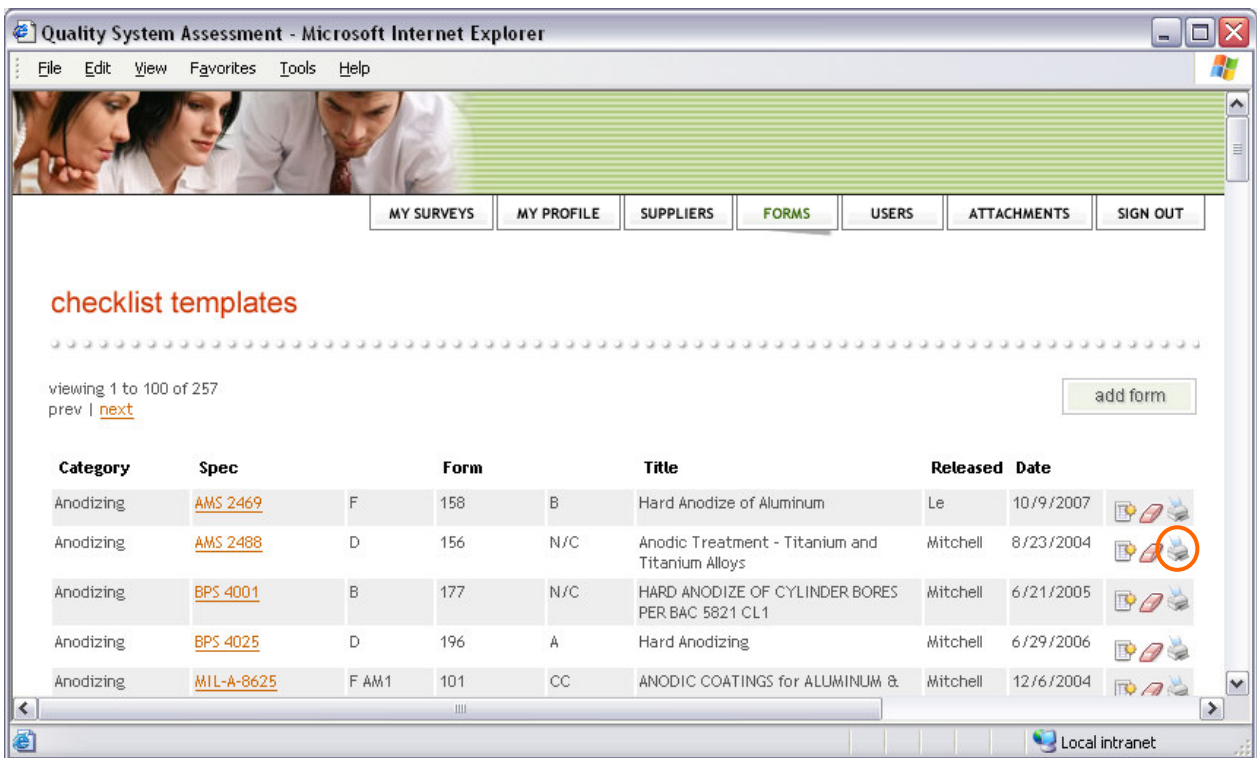 Quality System Assessment - Microsoft Internet Explorer
File Edit View Favorites Tools Help
MY SURVEYS MY PROFILE SUPPLIERS FORMS USERS ATTACHMENTS SIGN OUT
checklist templates
viewing 1 to 100 of 257
prev | next
add form
Category Spec Form Title Released Date
Anodizing AMS 2469 F 158 B Hard Anodize of Aluminum Le 10/9/2007
Anodizing AMS 2488 D 156 N/C Anodic Treatment - Titanium and Mitchell 8/23/2004
Titanium Alloys
Anodizing BPS 4001 B 177 N/C HARD ANODIZE OF CYLINDER BORES Mitchell 6/21/2005
PER BAC 5821 CL1
Anodizing BPS 4025 D 196 A Hard Anodizing Mitchell 6/29/2006
Anodizing MIL-A-8625 F AM1 101 CC ANODIC COATINGS for ALUMINUM & Mitchell 12/6/2004
Local intranet